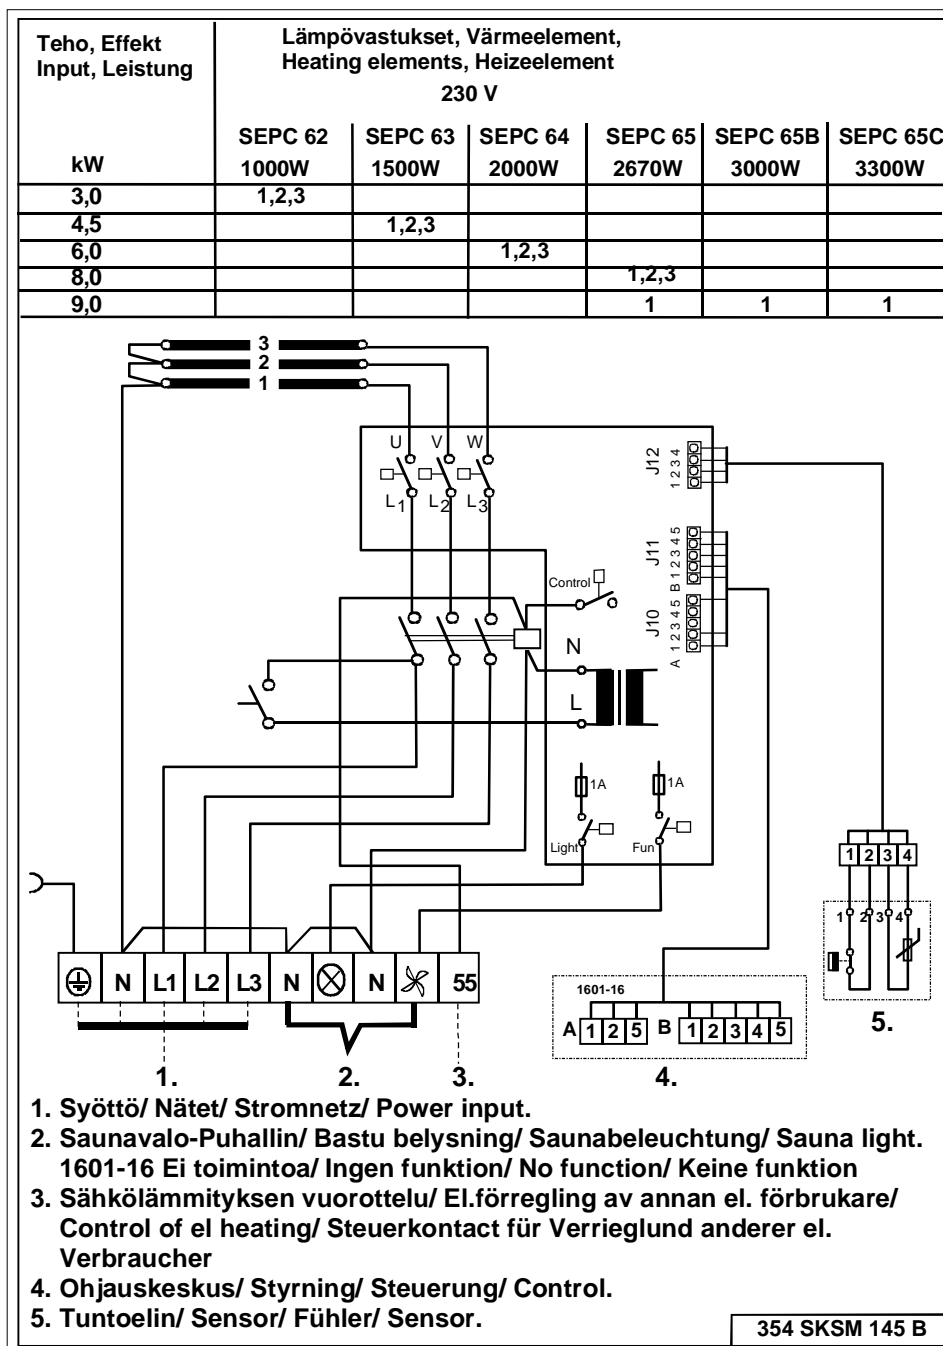 Teho, Effekt
Input, Leistung
Lämpövastukset, Värmeelement,
Heating elements, Heizeelement
230 V
kW
SEPC 62 SEPC 63 SEPC 64 SEPC 65 SEPC 65B SEPC 65C
1000W 1500W 2000W 2670W 3000W 3300W
3,0 1,2,3
4,5 1,2,3
6,0 1,2,3
8,0 1,2,3
9,0 1 1 1
3
2
1
U V W
L1 L2 L3
J12
1 2 3 4
J11
B 1 2 3 4 5
J10
A 1 2 3 4 5
Control
N
L
1A 1A
Light Fun
1 2 3 4
1 2 3 4
5.
N L1 L2 L3 N N 55
1601-16
A 1 2 5 B 1 2 3 4 5
1. 2. 3. 4.
1. Syöttö/ Nätet/ Stromnetz/ Power input.
2. Saunavalo-Puhallin/ Bastu belysning/ Saunabeleuchtung/ Sauna light.
1601-16 Ei toimintoa/ Ingen funktion/ No function/ Keine funktion
3. Sähkölämmityksen vuorottelu/ El.förregling av annan el. förbrukare/
Control of el heating/ Steuerkontact für Verrieglund anderer el.
Verbraucher
4. Ohjauskeskus/ Styrning/ Steuerung/ Control.
5. Tuntoelin/ Sensor/ Fühler/ Sensor.
354 SKSM 145 B